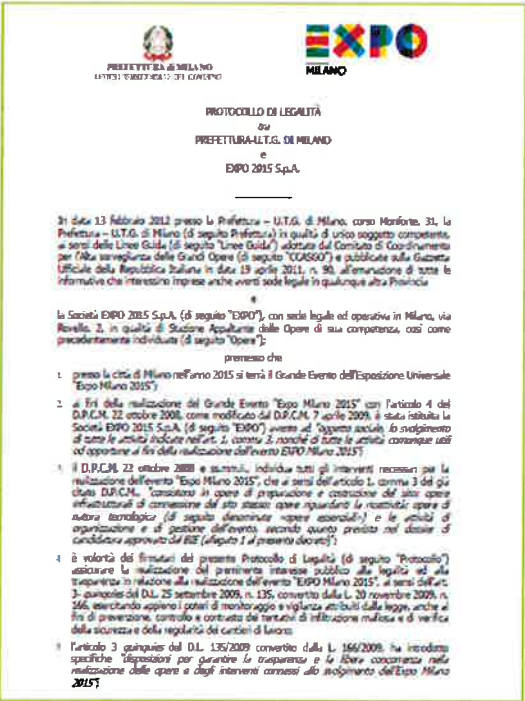 EXPO
MILANO
PREFETTURA di MILANO
PROTOCOLLO DI LEGALITÀ
tra
PREFETTURA-U.T.G. DI MILANO
e
EXPO 2015 S.p.A.
In data 13 febbraio 2012 presso la Prefettura – U.T.G. di Milano, corso Monforte, 31, la
Prefettura – U.T.G. di Milano (di seguito Prefettura) in qualità di unico soggetto competente,
ai sensi delle Linee Guida (di seguito "Linee Guida") adottate dal Comitato di Coordinamento
per l'Alta sorveglianza delle Grandi Opere (di seguito "CCASGO") e pubblicate sulla Gazzetta
Ufficiale della Repubblica Italiana in data 19 aprile 2011, n. 90, all'emanazione di tutte le
informative che interessino imprese anche aventi sede legale in qualunque altra Provincia
e
la Società EXPO 2015 S.p.A. (di seguito "EXPO"), con sede legale ed operativa in Milano, via
Rovello, 2, in qualità di Stazione Appaltante delle Opere di sua competenza, così come
precedentemente individuate (di seguito "Opere");
premesso che
1. presso la città di Milano nell'anno 2015 si terrà il Grande Evento dell'Esposizione Universale
"Expo Milano 2015";
2. ai fini della realizzazione del Grande Evento "Expo Milano 2015" con l'articolo 4 del
D.P.C.M. 22 ottobre 2008, come modificato dal D.P.C.M. 7 aprile 2009, è stata istituita la
Società EXPO 2015 S.p.A. (di seguito "EXPO") avente ad "oggetto sociale, lo svolgimento
di tutte le attività indicate nell'art. 1, comma 3, nonché di tutte le attività comunque utili
od opportune ai fini della realizzazione dell'evento EXPO Milano 2015";
3. il D.P.C.M. 22 ottobre 2008 e ss.mm.ii., individua tutti gli interventi necessari per la
realizzazione dell'evento "Expo Milano 2015", che ai sensi dell'articolo 1, comma 3 del già
citato D.P.C.M., "consistono in opere di preparazione e costruzione del sito; opere
infrastrutturali di connessione del sito stesso; opere riguardanti la ricettività; opere di
natura tecnologica (di seguito denominate «opere essenziali») e le attività di
organizzazione e di gestione dell'evento, secondo quanto previsto nel dossier di
candidatura approvato dal BIE (allegato 1 al presente decreto)";
4. è volontà dei firmatari del presente Protocollo di Legalità (di seguito "Protocollo")
assicurare la realizzazione del preminente interesse pubblico alla legalità ed alla
trasparenza in relazione alla realizzazione dell'evento "EXPO Milano 2015", ai sensi dell'art.
3- quinquies del D.L. 25 settembre 2009, n. 135, convertito dalla L. 20 novembre 2009, n.
166, esercitando appieno i poteri di monitoraggio e vigilanza attribuiti dalla legge, anche ai
fini di prevenzione, controllo e contrasto dei tentativi di infiltrazione mafiosa e di verifica
della sicurezza e della regolarità dei cantieri di lavoro.
5. l'articolo 3 quinquies del D.L. 135/2009 convertito dalla L. 166/2009, ha introdotto
specifiche "disposizioni per garantire la trasparenza e la libera concorrenza nella
realizzazione delle opere e degli interventi connessi allo svolgimento dell'Expo Milano
2015";